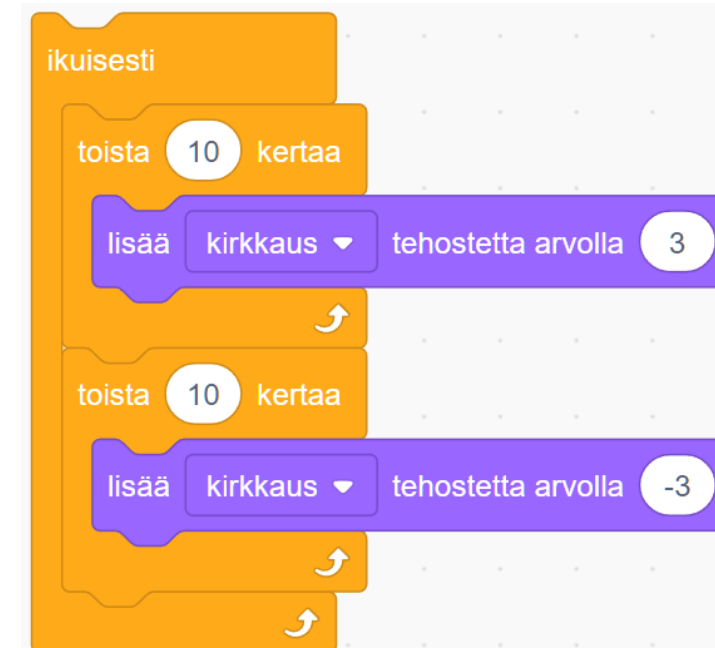 ikuisesti
toista 10 kertaa
lisää kirkkaus tehostetta arvolla 3
toista 10 kertaa
lisää kirkkaus tehostetta arvolla -3